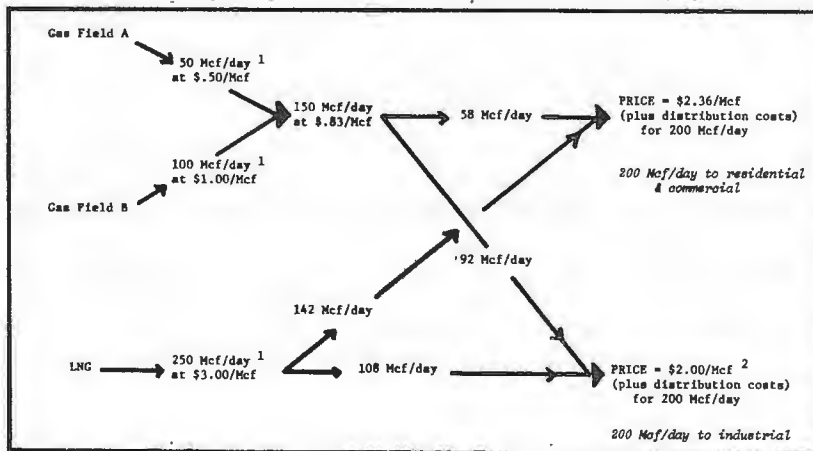 Gas Field A
50 Mcf/day 1
at $.50/Mcf
150 Mcf/day
at $.83/Mcf
58 Mcf/day
PRICE = $2.36/Mcf
(plus distribution costs)
for 200 Mcf/day
100 Mcf/day 1
at $1.00/Mcf
200 Mcf/day to residential
& commercial
Gas Field B
92 Mcf/day
142 Mcf/day
LNG
250 Mcf/day 1
at $3.00/Mcf
108 Mcf/day
PRICE = $2.00/Mcf 2
(plus distribution costs)
for 200 Mcf/day
200 Mcf/day to industrial